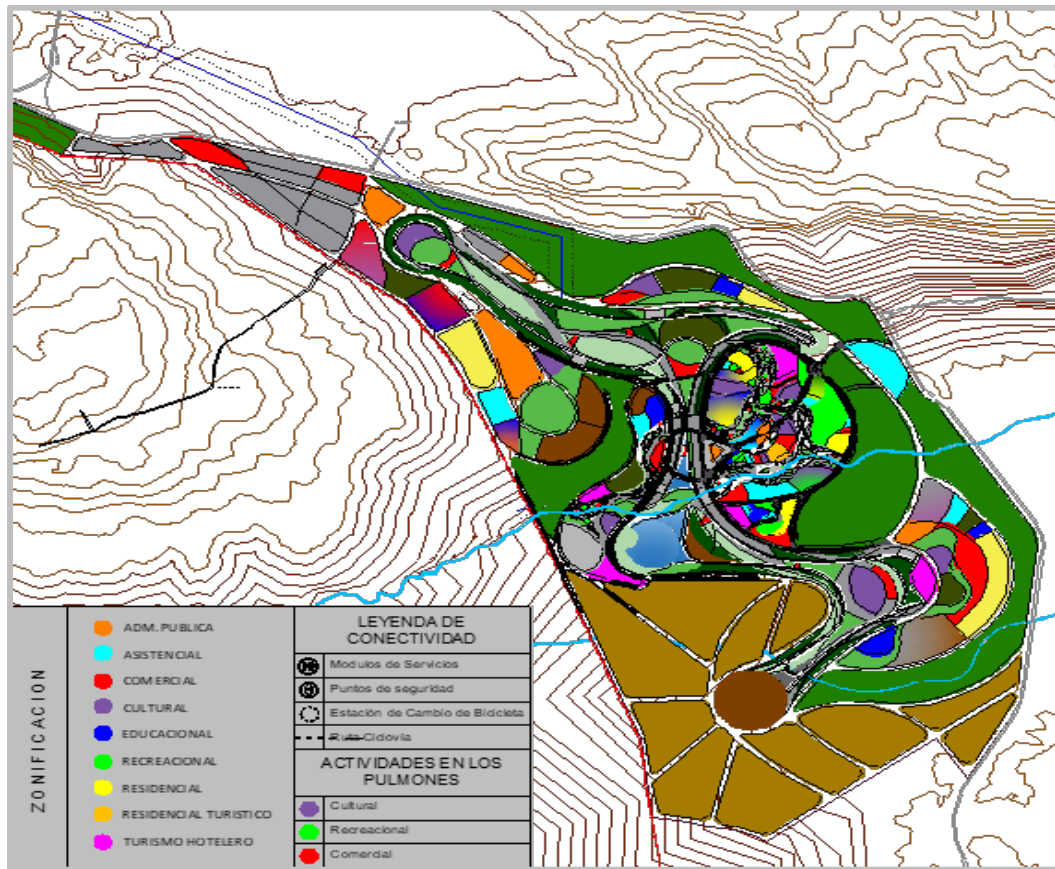 ZONIFICACION
ADM. PUBLICA
ASISTENCIAL
COMERCIAL
CULTURAL
EDUCACIONAL
RECREACIONAL
RESIDENCIAL
RESIDENCIAL TURISTICO
TURISMO HOTELERO
LEYENDA DE
CONECTIVIDAD
Modulos de Servicios
Puntos de seguridad
Estación de Cambio de Bicicleta
Ruta Ciclovía
ACTIVIDADES EN LOS
PULMONES
Cultural
Recreacional
Comercial